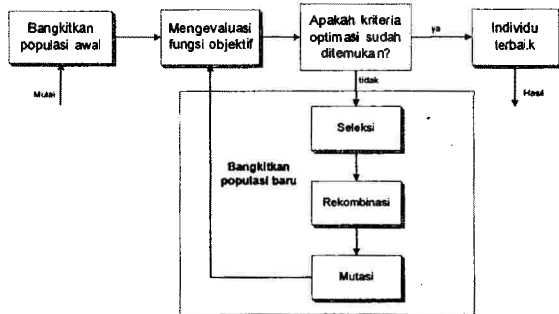 Bangkitkan
populasi awal
Mengevaluasi
fungsi objektif
Apakah kriteria
optimasi sudah
ditemukan?
ya
Individu
terbaik
Mulai
tidak
Hasil
Seleksi
Bangkitkan
populasi baru
Rekombinasi
Mutasi